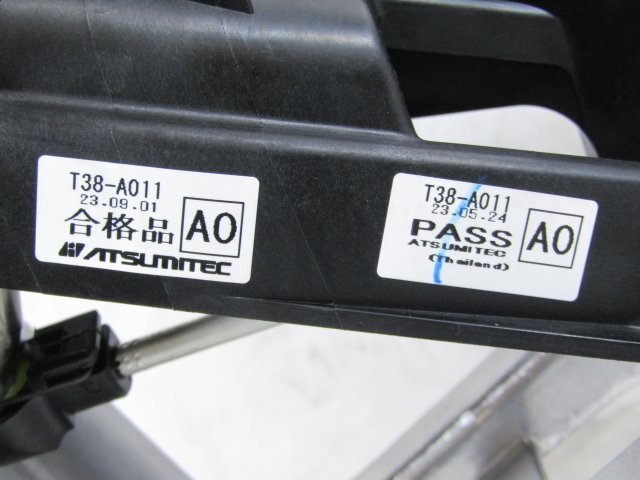 T38-A011
23.09.01
合格品
A0
ATSUMITEC
T38-A011
23.05.24
PASS
A0
ATSUMITEC
(Thailand)